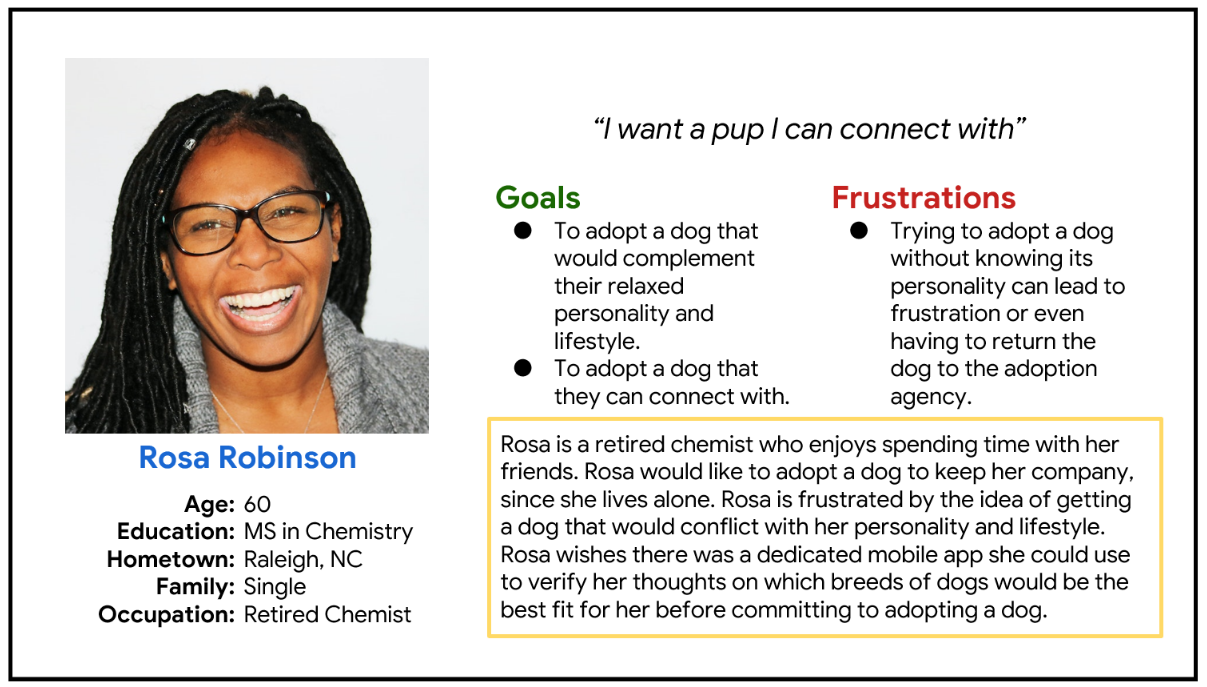 “I want a pup I can connect with”
Goals
● To adopt a dog that
would complement
their relaxed
personality and
lifestyle.
● To adopt a dog that
they can connect with.
Frustrations
● Trying to adopt a dog
without knowing its
personality can lead to
frustration or even
having to return the
dog to the adoption
agency.
Rosa Robinson
Age: 60
Education: MS in Chemistry
Hometown: Raleigh, NC
Family: Single
Occupation: Retired Chemist
Rosa is a retired chemist who enjoys spending time with her
friends. Rosa would like to adopt a dog to keep her company,
since she lives alone. Rosa is frustrated by the idea of getting
a dog that would conflict with her personality and lifestyle.
Rosa wishes there was a dedicated mobile app she could use
to verify her thoughts on which breeds of dogs would be the
best fit for her before committing to adopting a dog.